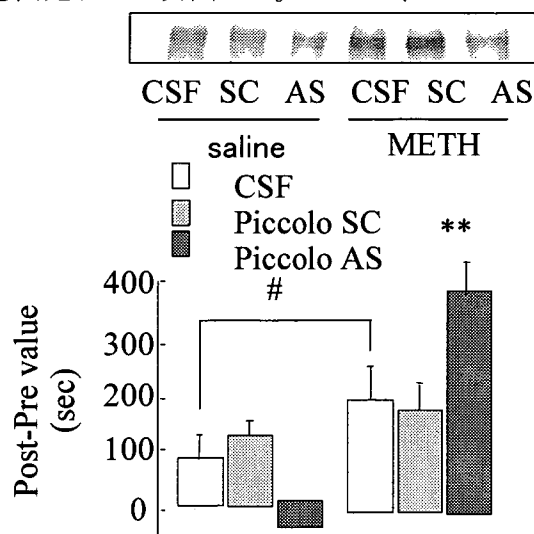 CSF SC AS CSF SC AS
saline METH
CSF
Piccolo SC
Piccolo AS
**
#
400
300
200
100
0
Post-Pre value
(sec)